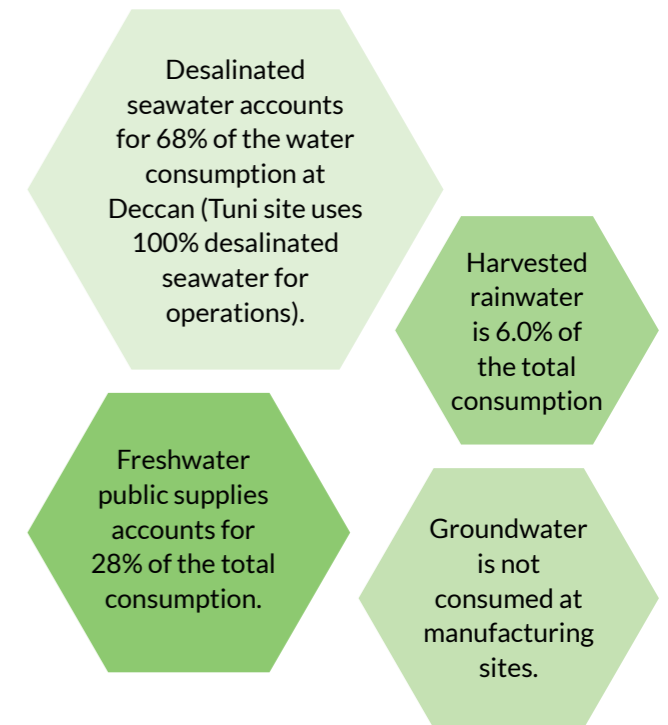 Desalinated
seawater accounts
for 68% of the water
consumption at
Deccan (Tuni site uses
100% desalinated
seawater for
operations).
Harvested
rainwater
is 6.0% of
the total
consumption
Freshwater
public supplies
accounts for
28% of the total
consumption.
Groundwater
is not
consumed at
manufacturing
sites.